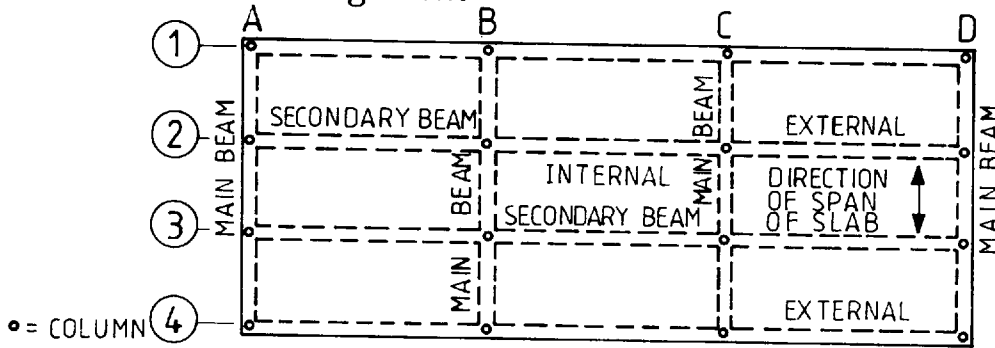 A B C D
1
2
3
4
SECONDARY BEAM
BEAM
EXTERNAL
MAIN BEAM
BEAM
INTERNAL
SECONDARY BEAM
MAIN
DIRECTION
OF SPAN
OF SLAB
MAIN BEAM
MAIN
EXTERNAL
= COLUMN